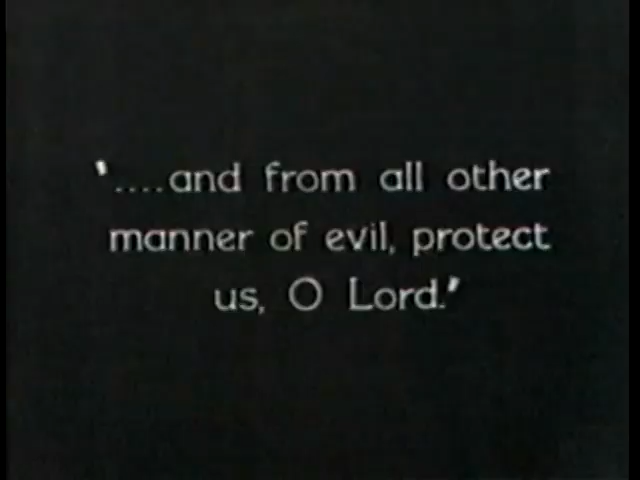 '....and from all other
manner of evil, protect
us, O Lord.'